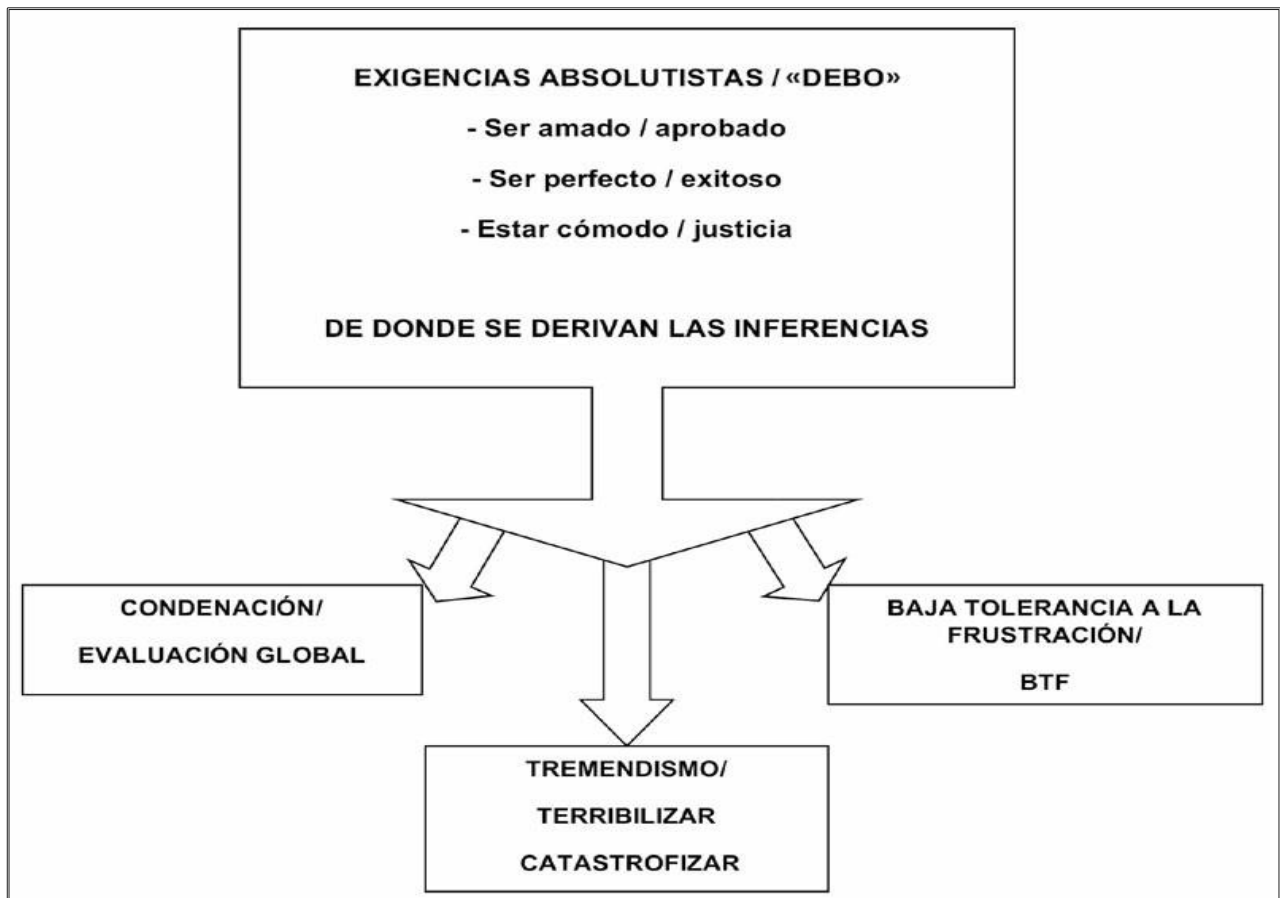 EXIGENCIAS ABSOLUTISTAS / «DEBO»
- Ser amado / aprobado
- Ser perfecto / exitoso
- Estar cómodo / justicia
DE DONDE SE DERIVAN LAS INFERENCIAS
CONDENACIÓN/
EVALUACIÓN GLOBAL
BAJA TOLERANCIA A LA
FRUSTRACIÓN/
BTF
TREMENDISMO/
TERRIBILIZAR
CATASTROFIZAR